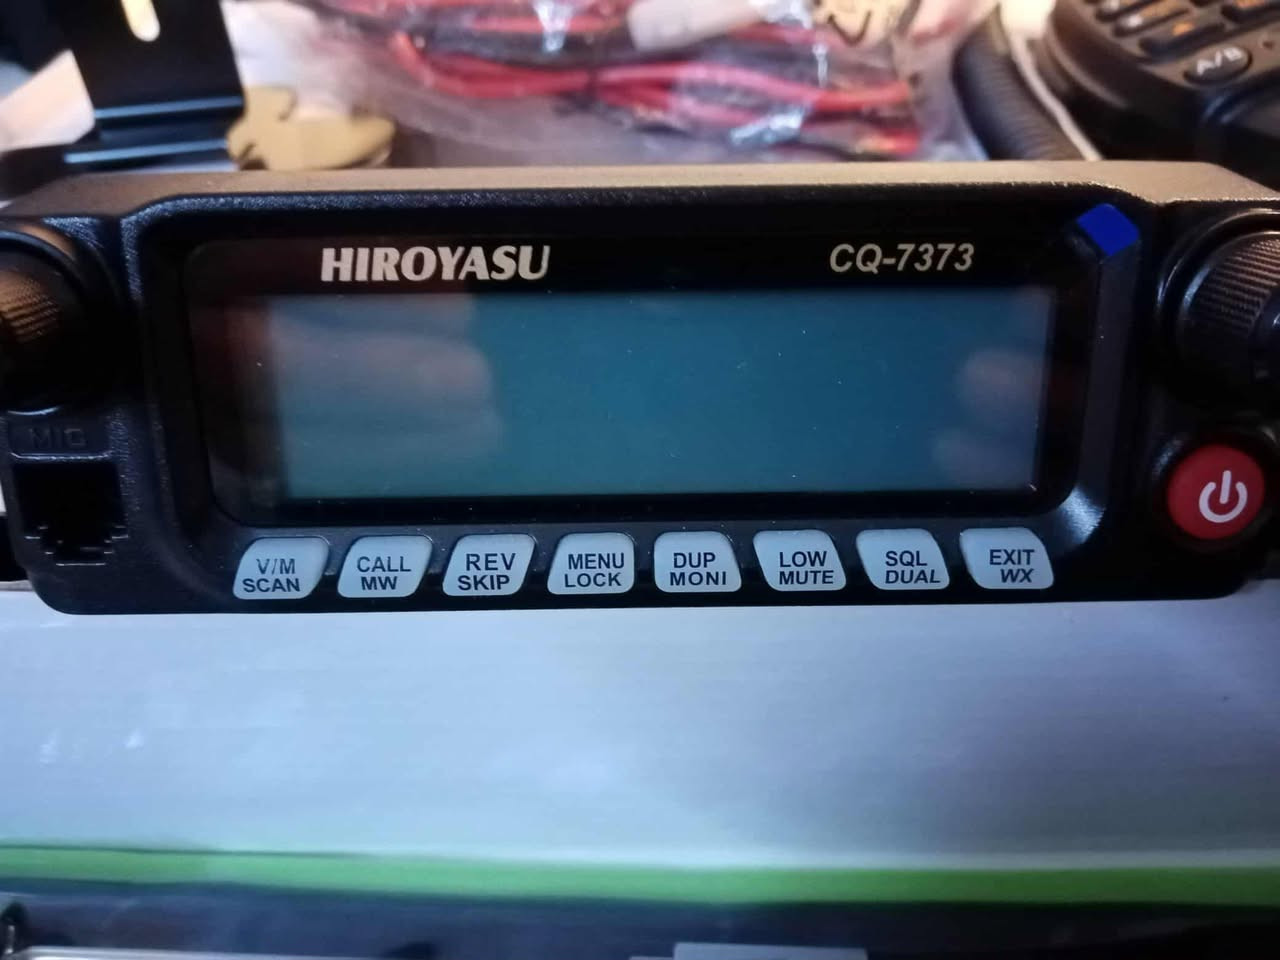 A/B
HIROYASU
CQ-7373
MIC
V/M
SCAN
CALL
MW
REV
SKIP
MENU
LOCK
DUP
MONI
LOW
MUTE
SQL
DUAL
EXIT
WX